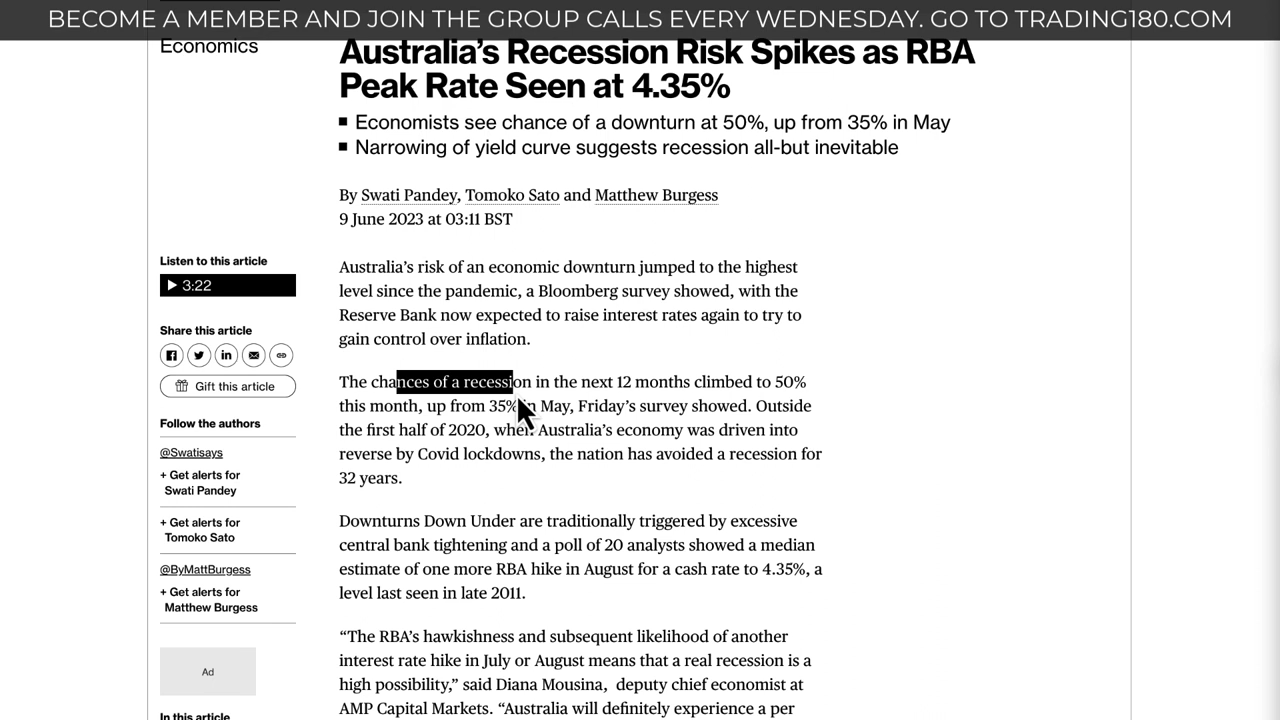 BECOME A MEMBER AND JOIN THE GROUP CALLS EVERY WEDNESDAY. GO TO TRADING180.COM
Economics
Australia’s Recession Risk Spikes as RBA
Peak Rate Seen at 4.35%
■ Economists see chance of a downturn at 50%, up from 35% in May
■ Narrowing of yield curve suggests recession all-but inevitable
By Swati Pandey, Tomoko Sato and Matthew Burgess
9 June 2023 at 03:11 BST
Listen to this article
3:22
Share this article
Gift this article
Follow the authors
@Swatisays
+ Get alerts for
Swati Pandey
+ Get alerts for
Tomoko Sato
@ByMattBurgess
+ Get alerts for
Matthew Burgess
Ad
In this article
Australia’s risk of an economic downturn jumped to the highest
level since the pandemic, a Bloomberg survey showed, with the
Reserve Bank now expected to raise interest rates again to try to
gain control over inflation.
The chances of a recession in the next 12 months climbed to 50%
this month, up from 35% in May, Friday’s survey showed. Outside
the first half of 2020, when Australia’s economy was driven into
reverse by Covid lockdowns, the nation has avoided a recession for
32 years.
Downturns Down Under are traditionally triggered by excessive
central bank tightening and a poll of 20 analysts showed a median
estimate of one more RBA hike in August for a cash rate to 4.35%, a
level last seen in late 2011.
“The RBA’s hawkishness and subsequent likelihood of another
interest rate hike in July or August means that a real recession is a
high possibility,” said Diana Mousina, deputy chief economist at
AMP Capital Markets. “Australia will definitely experience a per